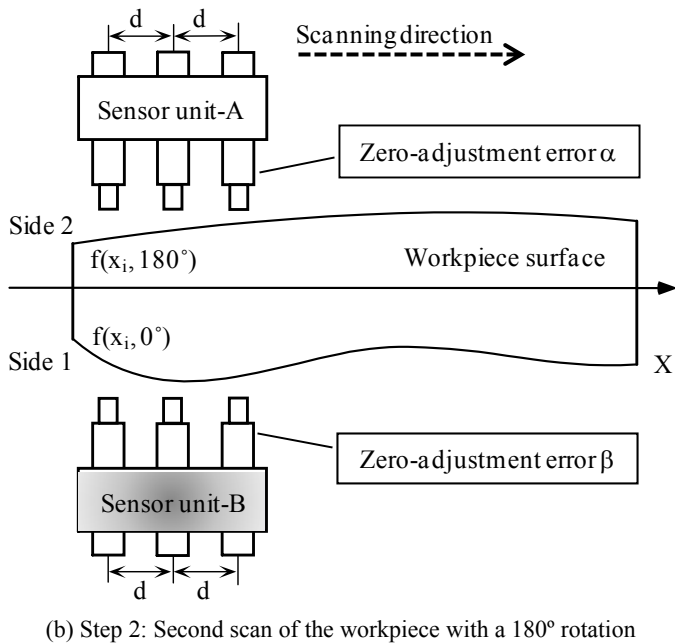 d d
Scanning direction
Sensor unit-A
Zero-adjustment error α
Side 2
f(xᵢ, 180°)
Workpiece surface
f(xᵢ, 0°)
Side 1
X
Zero-adjustment error β
Sensor unit-B
d d
(b) Step 2: Second scan of the workpiece with a 180º rotation